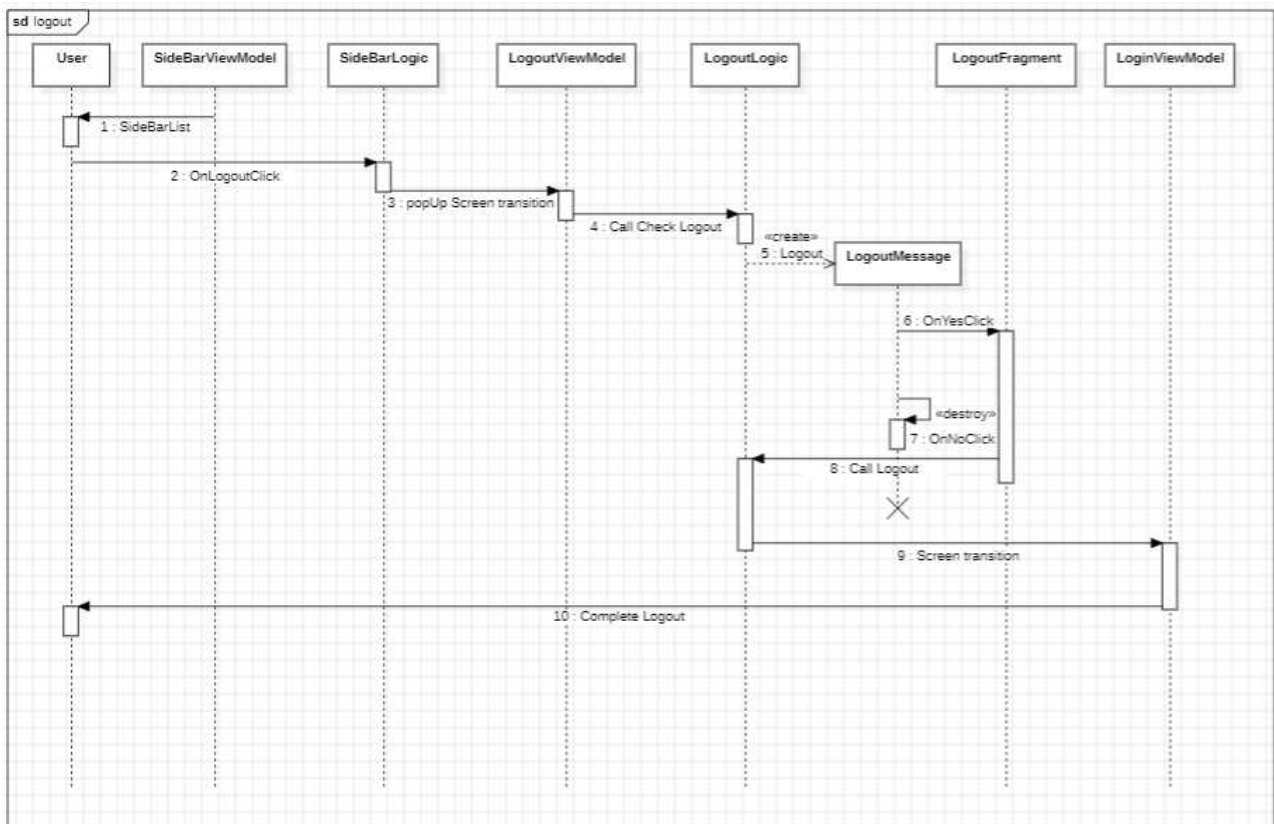 sd logout
User
SideBarViewModel
SideBarLogic
LogoutViewModel
LogoutLogic
LogoutFragment
LoginViewModel
1 : SideBarList
2 : OnLogoutClick
3 : popUp Screen transition
4 : Call Check Logout
«create»
5 : Logout
LogoutMessage
6 : OnYesClick
«destroy»
7 : OnNoClick
8 : Call Logout
9 : Screen transition
10 : Complete Logout